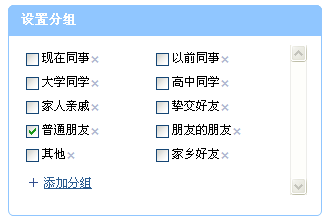 设置分组
现在同事 以前同事
大学同学 高中同学
家人亲戚 挚交好友
普通朋友 朋友的朋友
其他 家乡好友
+ 添加分组